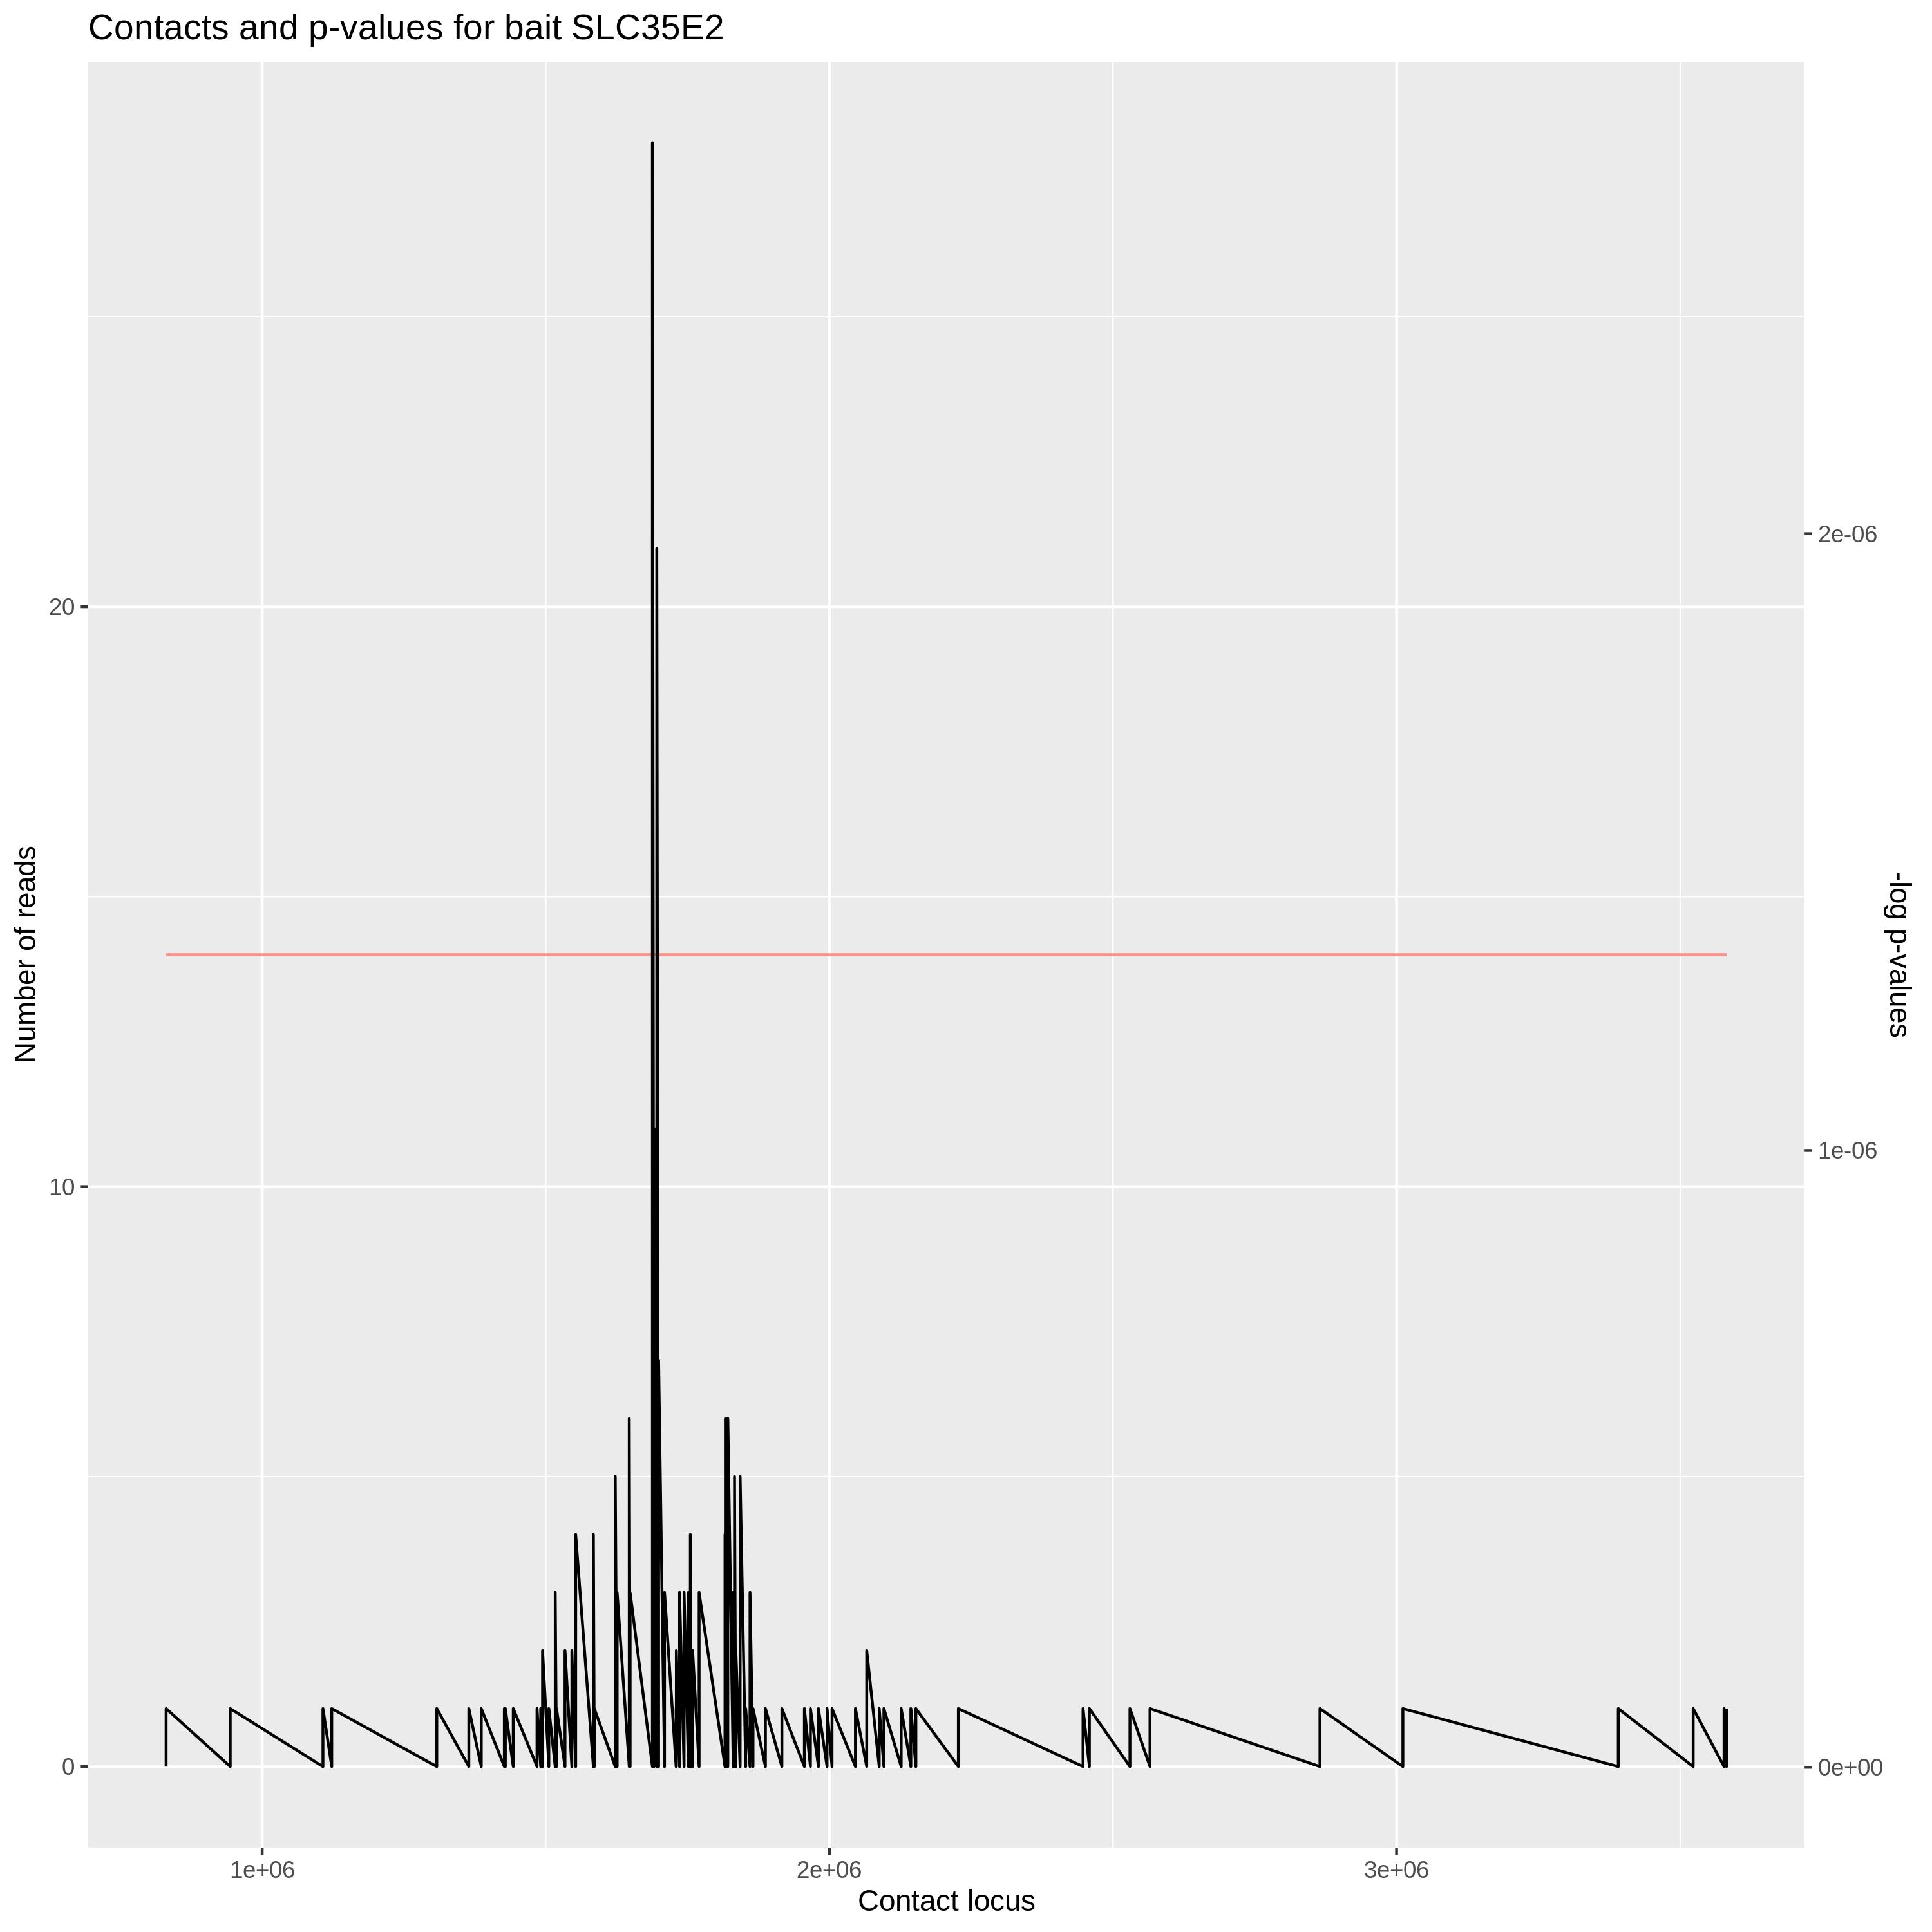 Contacts and p-values for bait SLC35E2
Number of reads
20
10
0
2e-06
1e-06
0e+00
-log p-values
1e+06
2e+06
3e+06
Contact locus